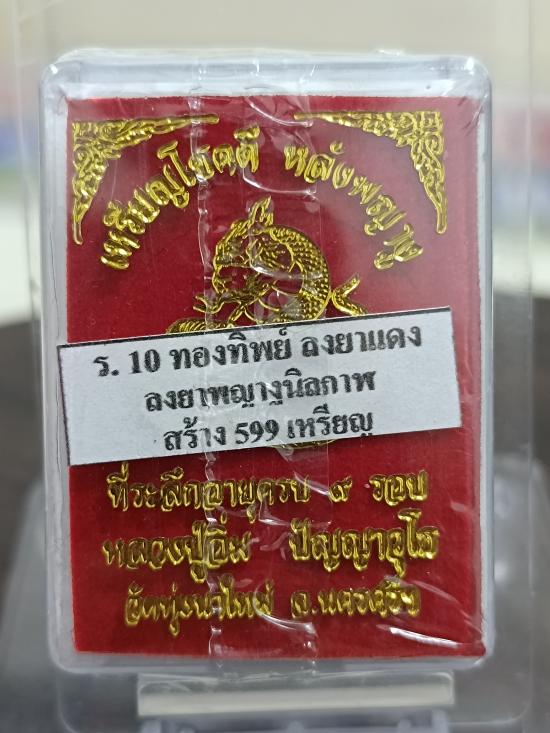 เหรียญโชคดี หลังพญางู
ร. 10 ทองทิพย์ ลงยาแดง
ลงยาพญางูนิลกาฬ
สร้าง 599 เหรียญ
ที่ระลึกอายุครบ ๙ รอบ
หลวงปู่อิ่ม ปัญญาวุโธ
วัดทุ่งนาใหม่ อ.นครศรีฯ